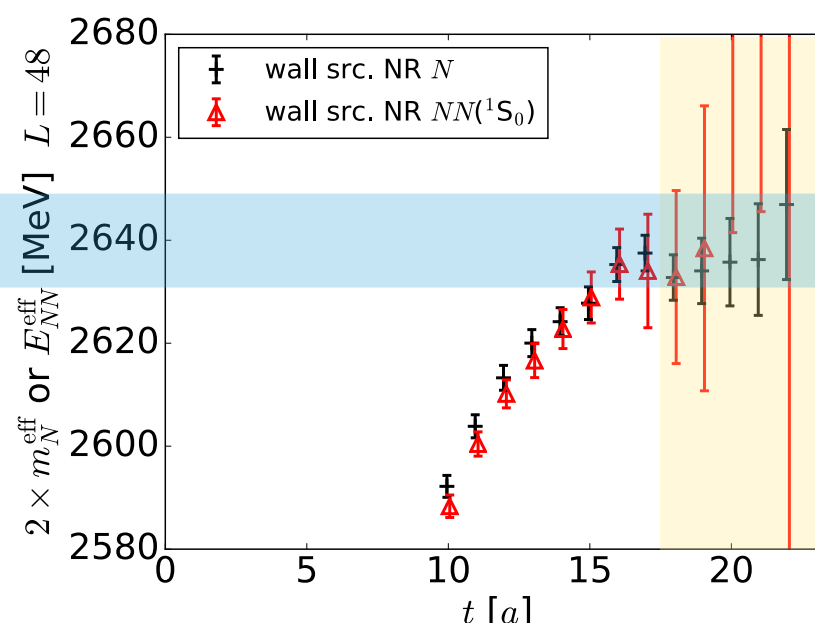 2 × m_N^eff or E_NN^eff [MeV] L = 48
2680
2660
2640
2620
2600
2580
wall src. NR N
wall src. NR NN(¹S₀)
0
5
10
15
20
t [a]